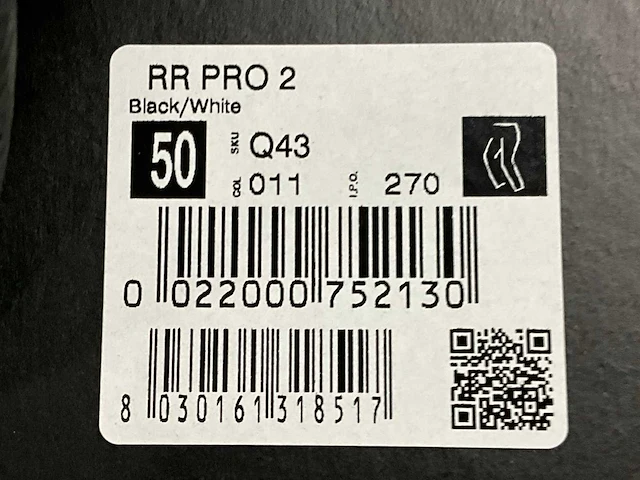 RR PRO 2
Black/White
50
SKU Q43
COL 011 I.P.O. 270
0 022000 752130
8 030161 318517